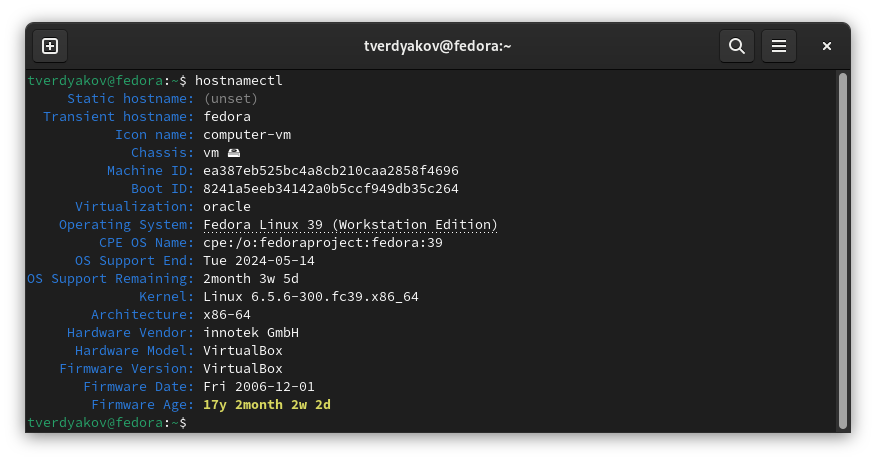 tverdyakov@fedora:~
tverdyakov@fedora:~$ hostnamectl
Static hostname: (unset)
Transient hostname: fedora
Icon name: computer-vm
Chassis: vm 🖴
Machine ID: ea387eb525bc4a8cb210caa2858f4696
Boot ID: 8241a5eeb34142a0b5ccf949db35c264
Virtualization: oracle
Operating System: Fedora Linux 39 (Workstation Edition)
CPE OS Name: cpe:/o:fedoraproject:fedora:39
OS Support End: Tue 2024-05-14
OS Support Remaining: 2month 3w 5d
Kernel: Linux 6.5.6-300.fc39.x86_64
Architecture: x86-64
Hardware Vendor: innotek GmbH
Hardware Model: VirtualBox
Firmware Version: VirtualBox
Firmware Date: Fri 2006-12-01
Firmware Age: 17y 2month 2w 2d
tverdyakov@fedora:~$